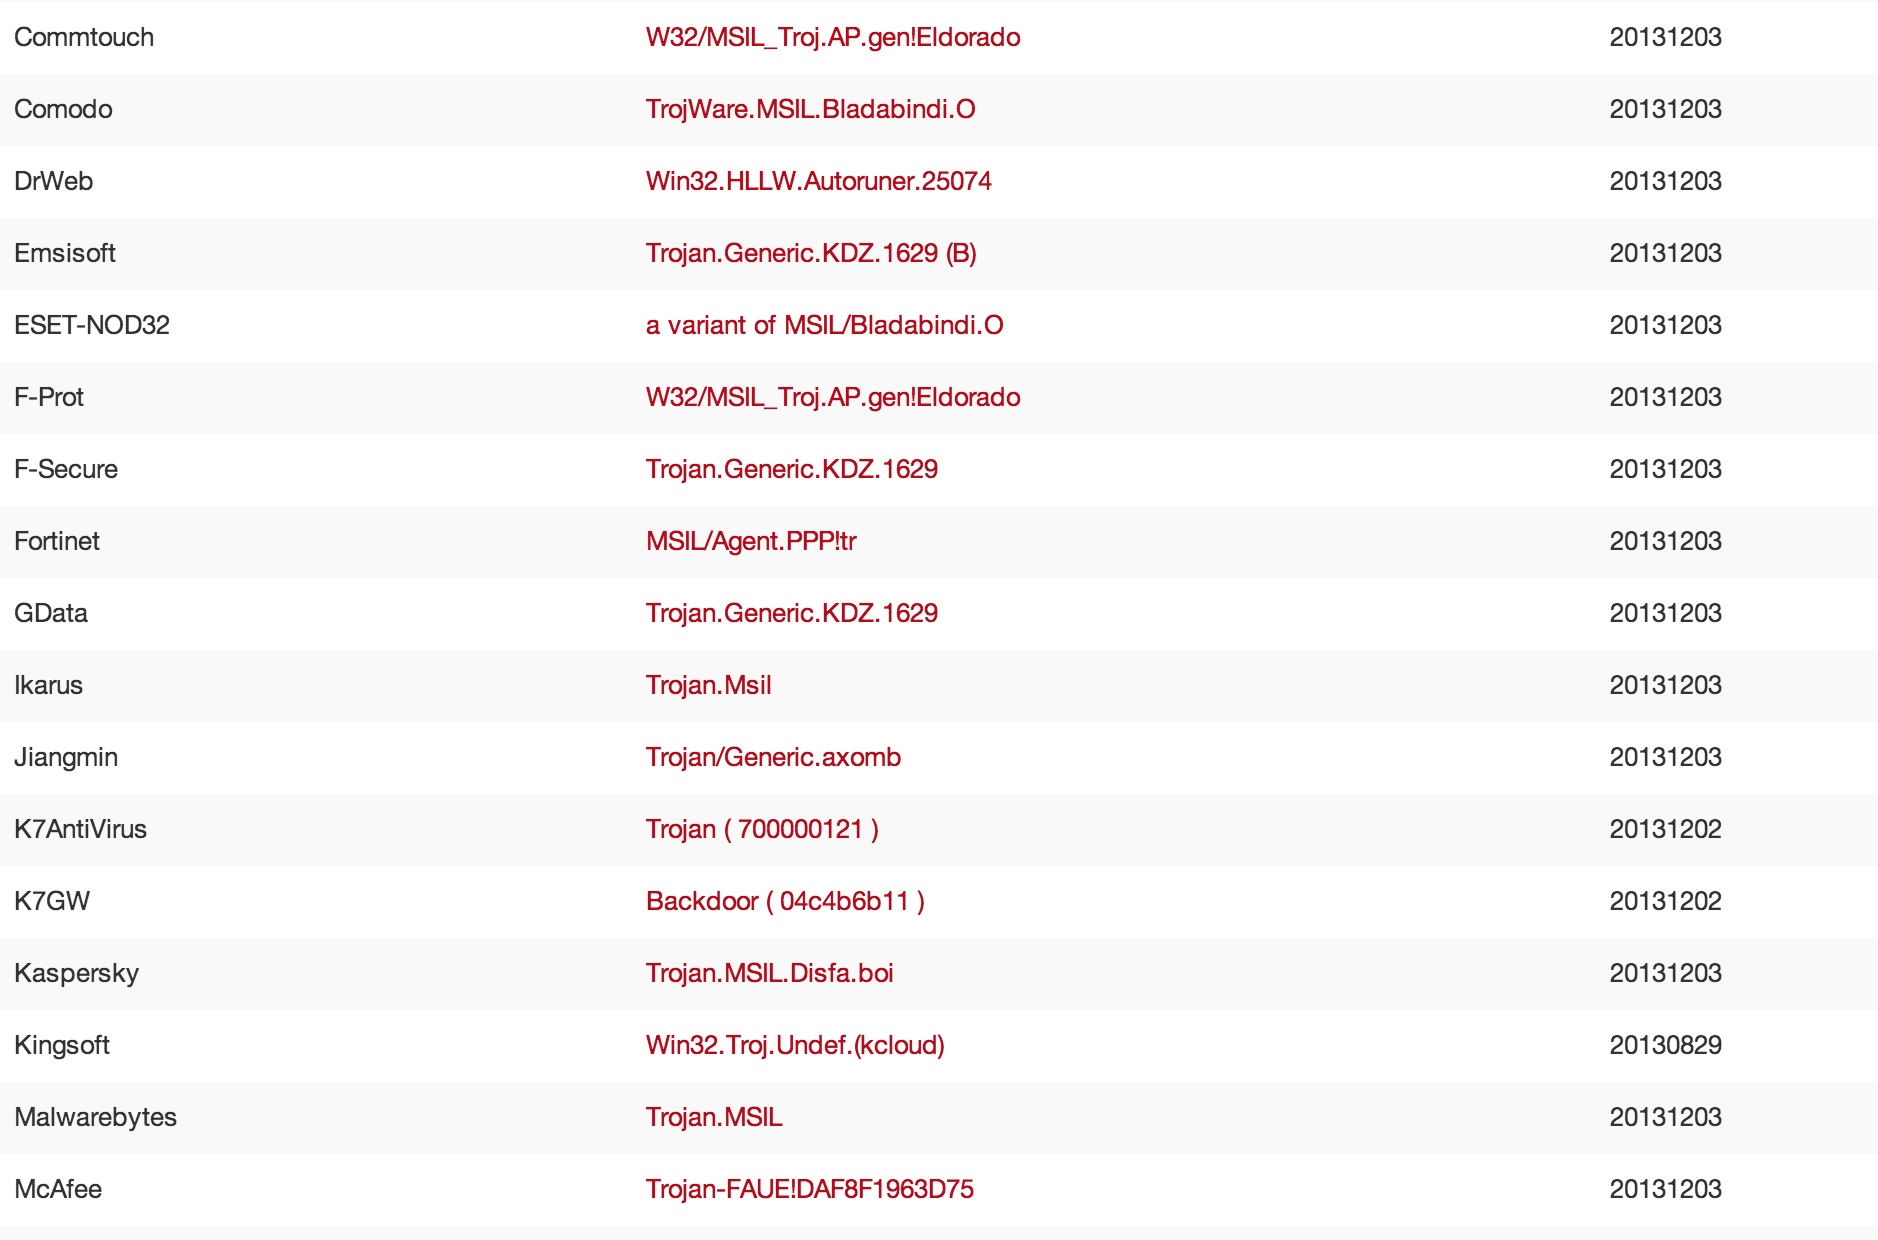 Commtouch W32/MSIL_Troj.AP.gen!Eldorado 20131203
Comodo TrojWare.MSIL.Bladabindi.O 20131203
DrWeb Win32.HLLW.Autoruner.25074 20131203
Emsisoft Trojan.Generic.KDZ.1629 (B) 20131203
ESET-NOD32 a variant of MSIL/Bladabindi.O 20131203
F-Prot W32/MSIL_Troj.AP.gen!Eldorado 20131203
F-Secure Trojan.Generic.KDZ.1629 20131203
Fortinet MSIL/Agent.PPP!tr 20131203
GData Trojan.Generic.KDZ.1629 20131203
Ikarus Trojan.Msil 20131203
Jiangmin Trojan/Generic.axomb 20131203
K7AntiVirus Trojan ( 700000121 ) 20131202
K7GW Backdoor ( 04c4b6b11 ) 20131202
Kaspersky Trojan.MSIL.Disfa.boi 20131203
Kingsoft Win32.Troj.Undef.(kcloud) 20130829
Malwarebytes Trojan.MSIL 20131203
McAfee Trojan-FAUE!DAF8F1963D75 20131203